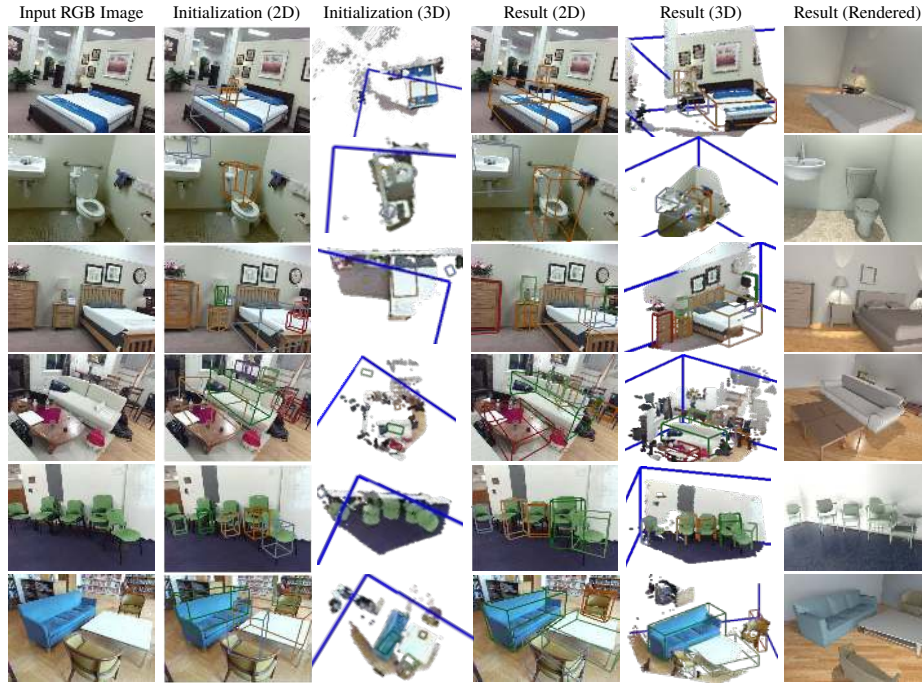 Input RGB Image
Initialization (2D)
Initialization (3D)
Result (2D)
Result (3D)
Result (Rendered)